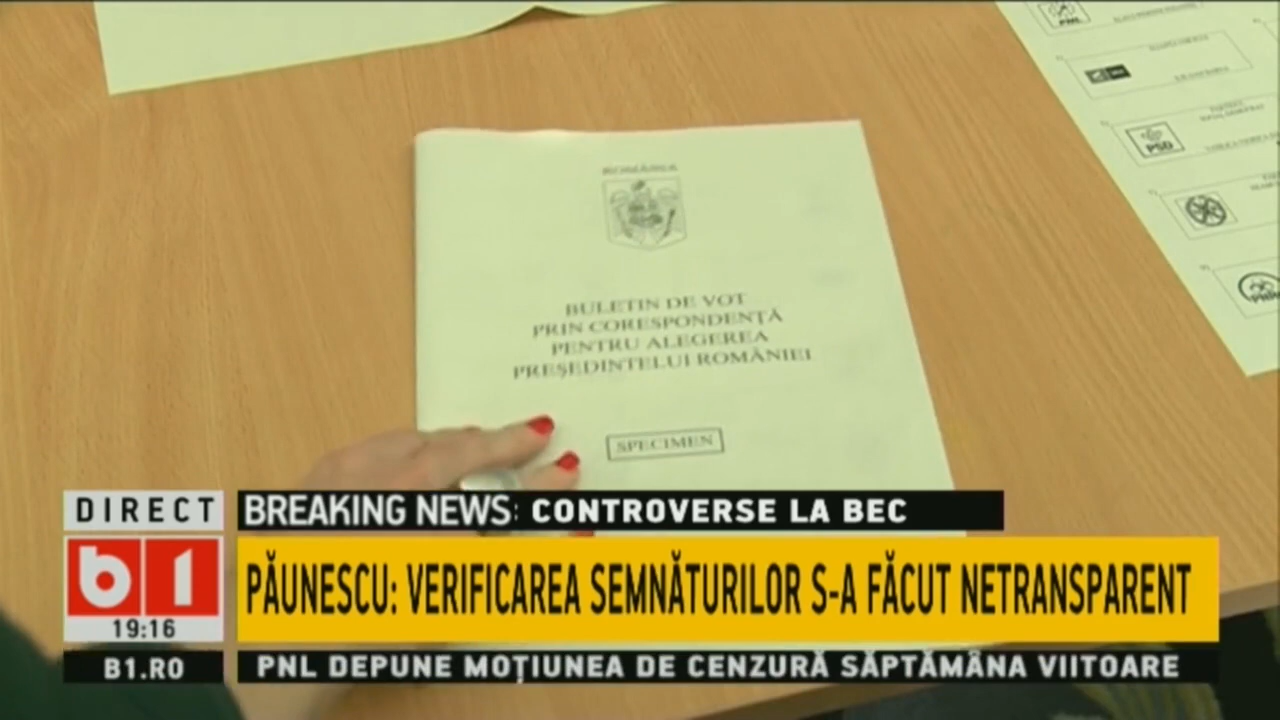 ROMÂNIA
BULETIN DE VOT
PRIN CORESPONDENȚĂ
PENTRU ALEGEREA
PREȘEDINTELUI ROMÂNIEI
SPECIMEN
PNL
PSD
DIRECT
BREAKING NEWS: CONTROVERSE LA BEC
b1
PĂUNESCU: VERIFICAREA SEMNĂTURILOR S-A FĂCUT NETRANSPARENT
19:16
B1.RO
PNL DEPUNE MOȚIUNEA DE CENZURĂ SĂPTĂMÂNA VIITOARE